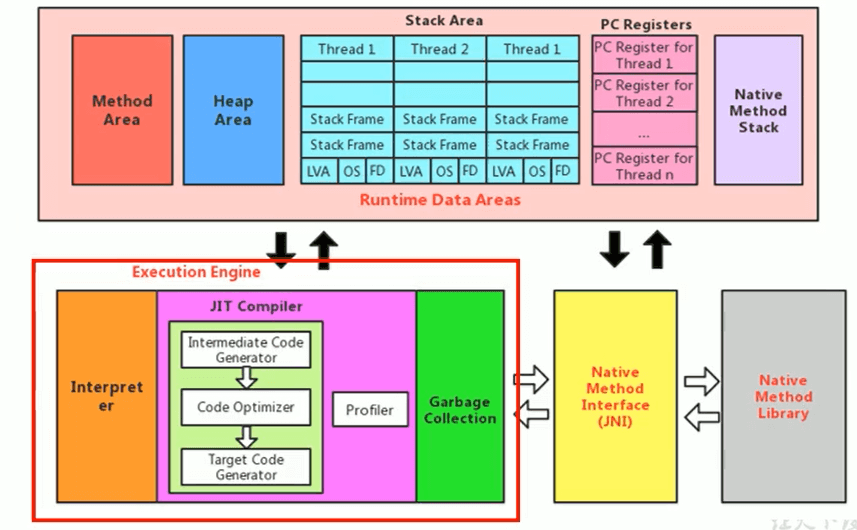 Stack Area
PC Registers
Method
Area
Heap
Area
Thread 1
Thread 2
Thread 1
Stack Frame
Stack Frame
Stack Frame
Stack Frame
Stack Frame
Stack Frame
LVA
OS
FD
LVA
OS
FD
LVA
OS
FD
PC Register for
Thread 1
PC Register for
Thread 2
...
PC Register for
Thread n
Native
Method
Stack
Runtime Data Areas
Execution Engine
Interpret
er
JIT Compiler
Intermediate Code
Generator
Code Optimizer
Target Code
Generator
Profiler
Garbage
Collection
Native
Method
Interface
(JNI)
Native
Method
Library